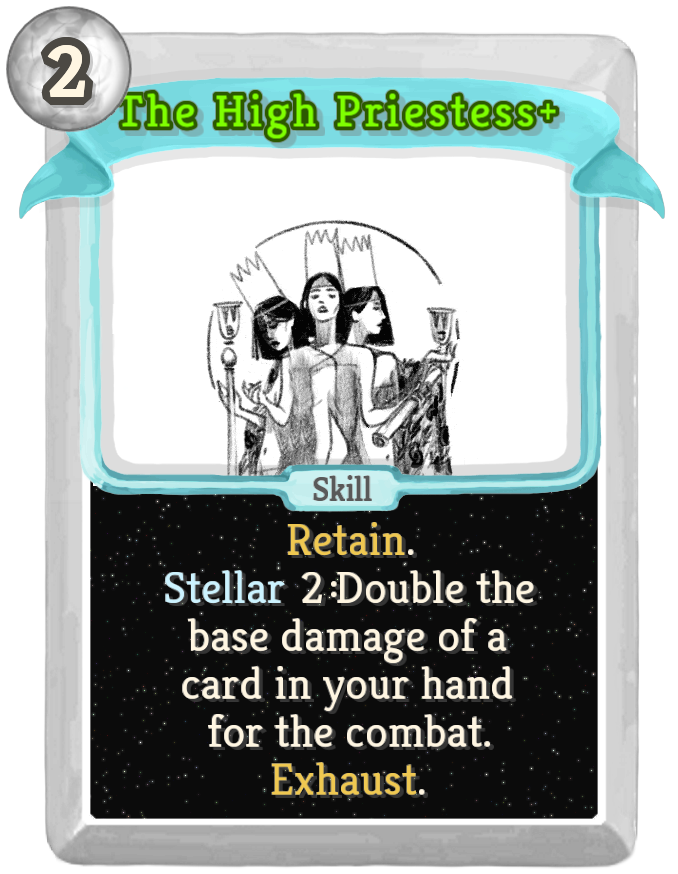 2
The High Priestess+
Skill
Retain.
Stellar 2:Double the
base damage of a
card in your hand
for the combat.
Exhaust.